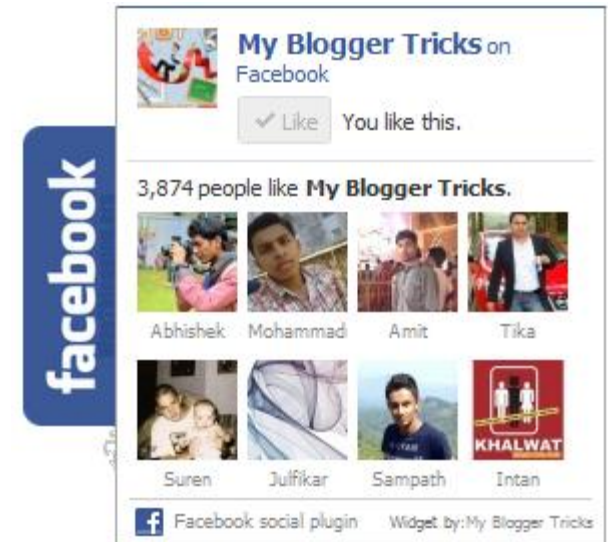 facebook
My Blogger Tricks on
Facebook
Like You like this.
3,874 people like My Blogger Tricks.
Abhishek Mohammad Amit Tika
KHALWAT
Suren Julfikar Sampath Intan
Facebook social plugin Widget by:My Blogger Tricks